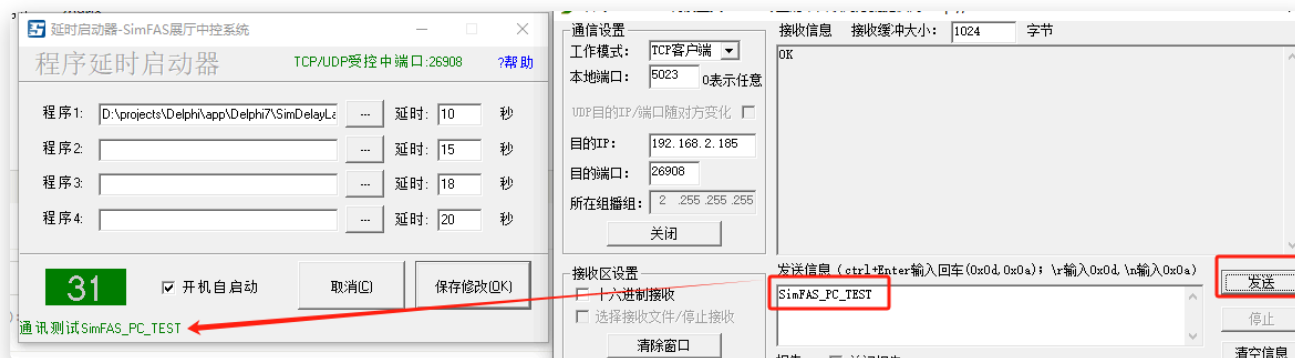 延时启动器-SimFAS展厅中控系统
程序延时启动器
TCP/UDP受控中端口:26908
?帮助
程序1: D:\projects\Delphi\app\Delphi7\SimDelayLa ... 延时: 10 秒
程序2: ... 延时: 15 秒
程序3: ... 延时: 18 秒
程序4: ... 延时: 20 秒
31
开机自启动
取消(C)
保存修改(OK)
通讯测试SimFAS_PC_TEST
通信设置
工作模式: TCP客户端
本地端口: 5023 0表示任意
UDP目的IP/端口随对方变化
目的IP: 192.168.2.185
目的端口: 26908
所在组播组: 2 .255.255.255
关闭
接收区设置
十六进制接收
选择接收文件/停止接收
清除窗口
接收信息 接收缓冲大小: 1024 字节
OK
发送信息 (ctrl+Enter输入回车(0x0d,0x0a); \r输入0x0d,\n输入0x0a)
SimFAS_PC_TEST
发送
停止
清空信息